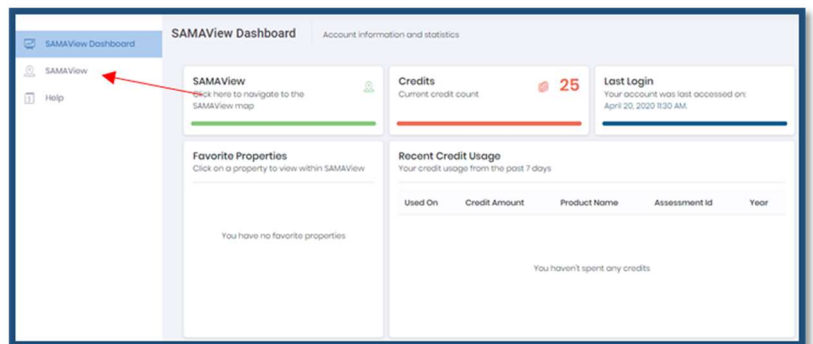 SAMAView Dashboard
SAMAView
Help
SAMAView Dashboard
Account information and statistics
SAMAView
Click here to navigate to the
SAMAView map
Credits
Current credit count
25
Last Login
Your account was last accessed on:
April 20, 2020 11:30 AM.
Favorite Properties
Click on a property to view within SAMAView
You have no favorite properties
Recent Credit Usage
Your credit usage from the past 7 days
Used On Credit Amount Product Name Assessment Id Year
You haven't spent any credits